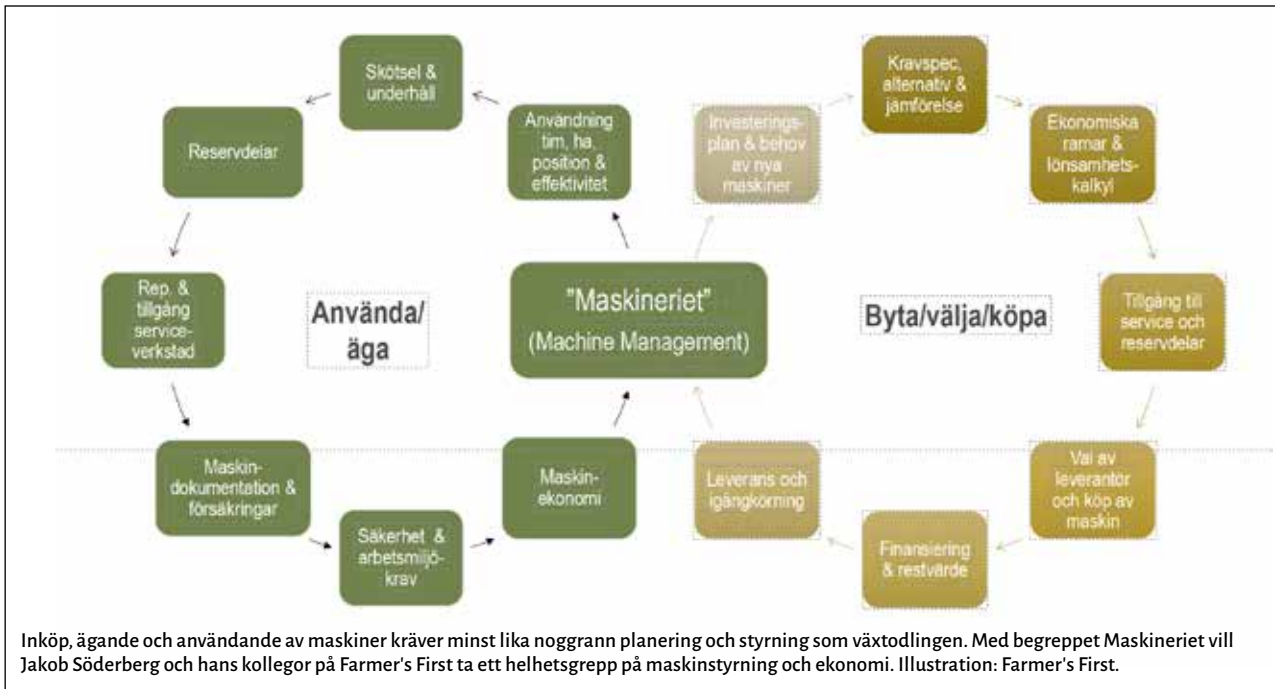 Skötsel &
underhåll
Användning
tim, ha,
position &
effektivitet
Reservdelar
Rep. &
tillgång
service-
verkstad
Maskin-
dokumentation &
försäkringar
Säkerhet &
arbetsmiljö-
krav
Maskin-
ekonomi
Använda/
äga
"Maskineriet"
(Machine Management)
Byta/välja/köpa
Investerings-
plan & behov
av nya
maskiner
Kravspec,
alternativ &
jämförelse
Ekonomiska
ramar &
lönsamhets-
kalkyl
Tillgång till
service och
reservdelar
Val av
leverantör
och köp av
maskin
Finansiering
& restvärde
Leverans och
igångkörning
Inköp, ägande och användande av maskiner kräver minst lika noggrann planering och styrning som växtodlingen. Med begreppet Maskineriet vill
Jakob Söderberg och hans kollegor på Farmer's First ta ett helhetsgrepp på maskinstyrning och ekonomi. Illustration: Farmer's First.